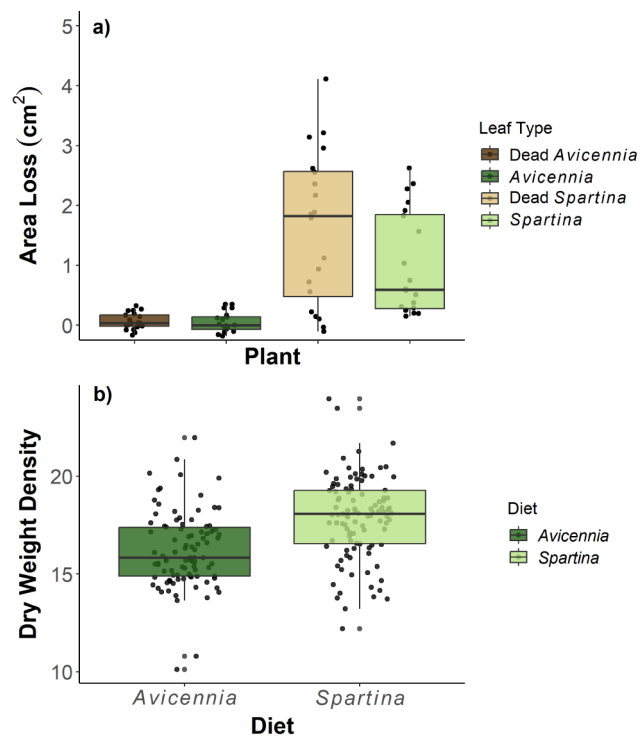 a)
5
4
3
2
1
0
Area Loss (cm²)
Plant
Leaf Type
Dead Avicennia
Avicennia
Dead Spartina
Spartina
b)
20
15
10
Dry Weight Density
Avicennia Spartina
Diet
Diet
Avicennia
Spartina